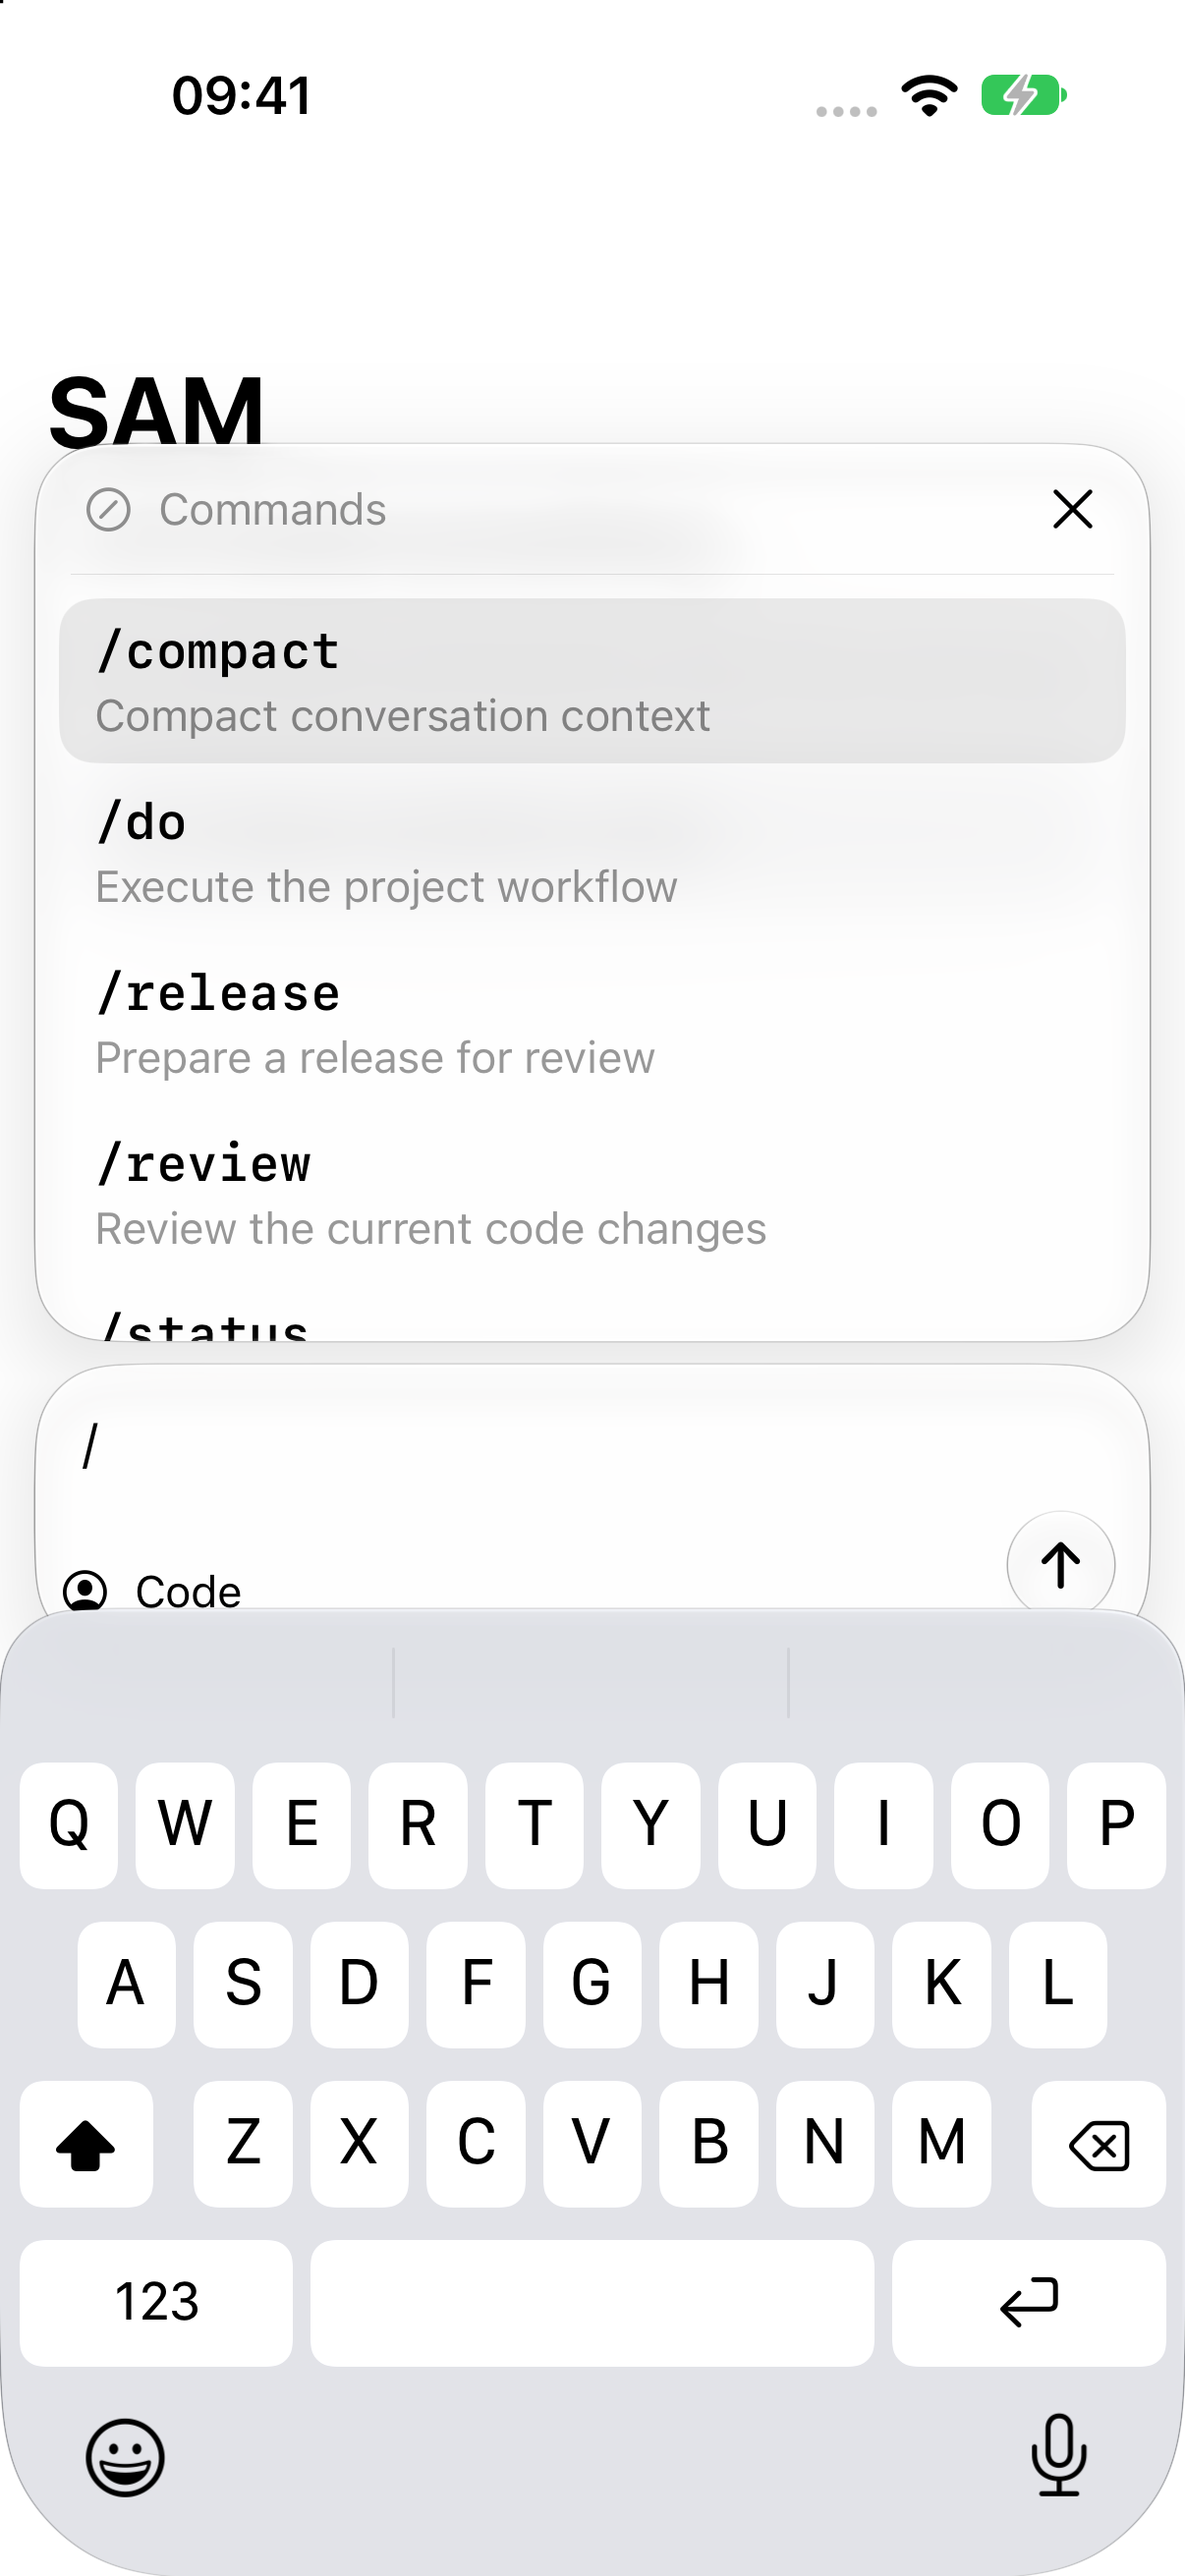 09:41
SAM
Commands
/compact
Compact conversation context
/do
Execute the project workflow
/release
Prepare a release for review
/review
Review the current code changes
/status
/
Code
Q W E R T Y U I O P
A S D F G H J K L
Z X C V B N M
123